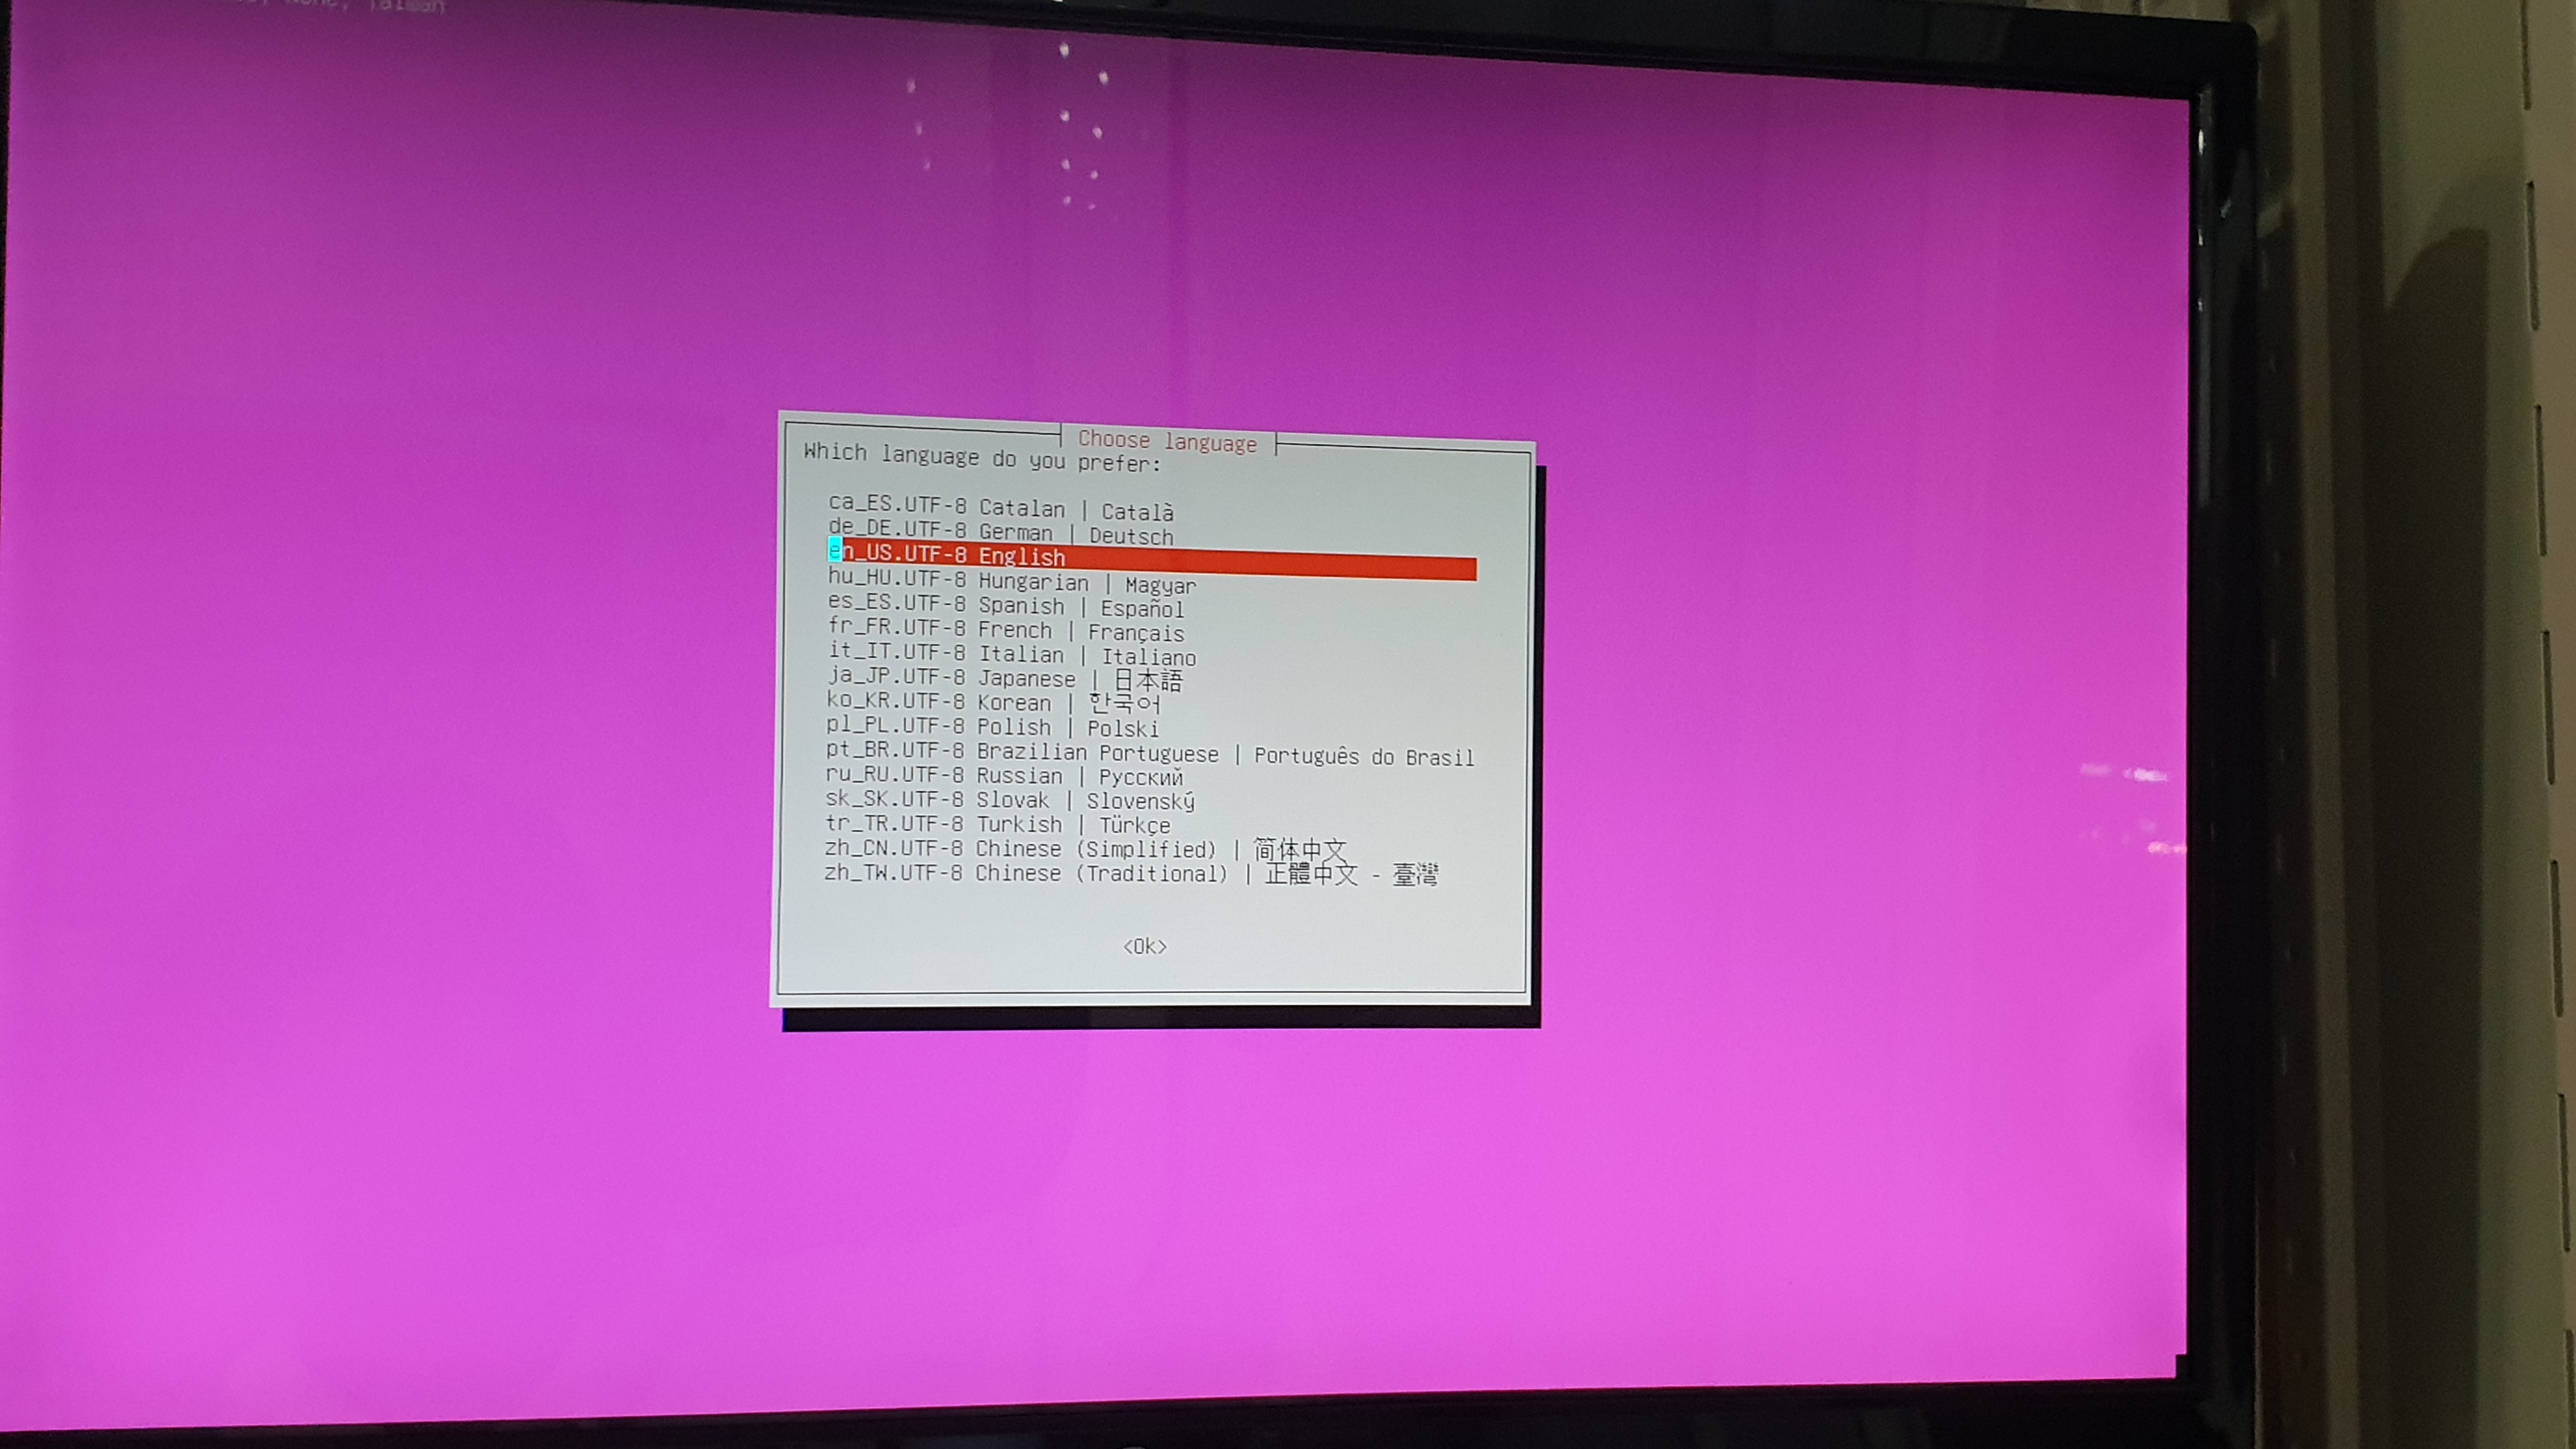 Taiwan
Choose language
Which language do you prefer:
ca_ES.UTF-8 Catalan | Català
de_DE.UTF-8 German | Deutsch
en_US.UTF-8 English
hu_HU.UTF-8 Hungarian | Magyar
es_ES.UTF-8 Spanish | Español
fr_FR.UTF-8 French | Français
it_IT.UTF-8 Italian | Italiano
ja_JP.UTF-8 Japanese | 日本語
ko_KR.UTF-8 Korean | 한국어
pl_PL.UTF-8 Polish | Polski
pt_BR.UTF-8 Brazilian Portuguese | Português do Brasil
ru_RU.UTF-8 Russian | Русский
sk_SK.UTF-8 Slovak | Slovenský
tr_TR.UTF-8 Turkish | Türkçe
zh_CN.UTF-8 Chinese (Simplified) | 简体中文
zh_TW.UTF-8 Chinese (Traditional) | 正體中文 - 臺灣
<Ok>